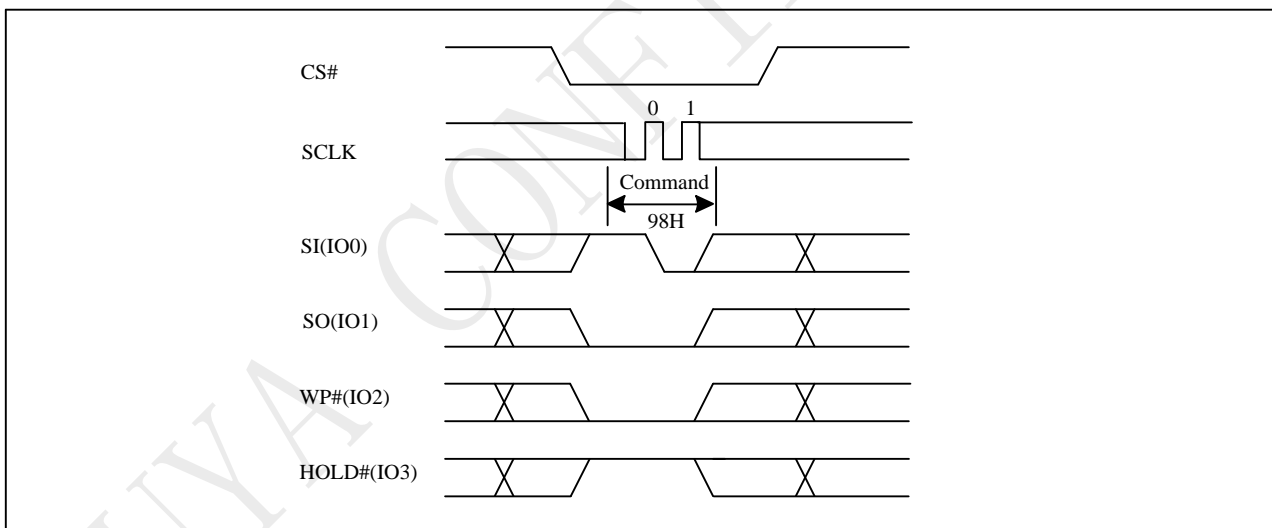 CS#
0 1
SCLK
Command
98H
SI(IO0)
SO(IO1)
WP#(IO2)
HOLD#(IO3)